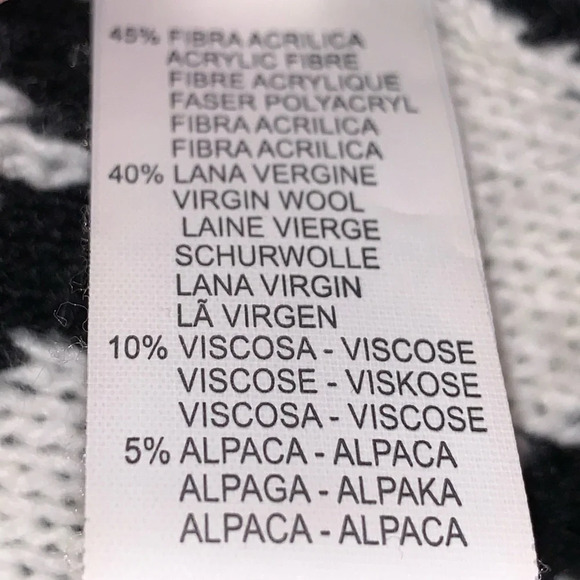 45% FIBRA ACRILICA
ACRYLIC FIBRE
FIBRE ACRYLIQUE
FASER POLYACRYL
FIBRA ACRILICA
FIBRA ACRILICA
40% LANA VERGINE
VIRGIN WOOL
LAINE VIERGE
SCHURWOLLE
LANA VIRGIN
LÃ VIRGEN
10% VISCOSA - VISCOSE
VISCOSE - VISKOSE
VISCOSA - VISCOSE
5% ALPACA - ALPACA
ALPAGA - ALPAKA
ALPACA - ALPACA